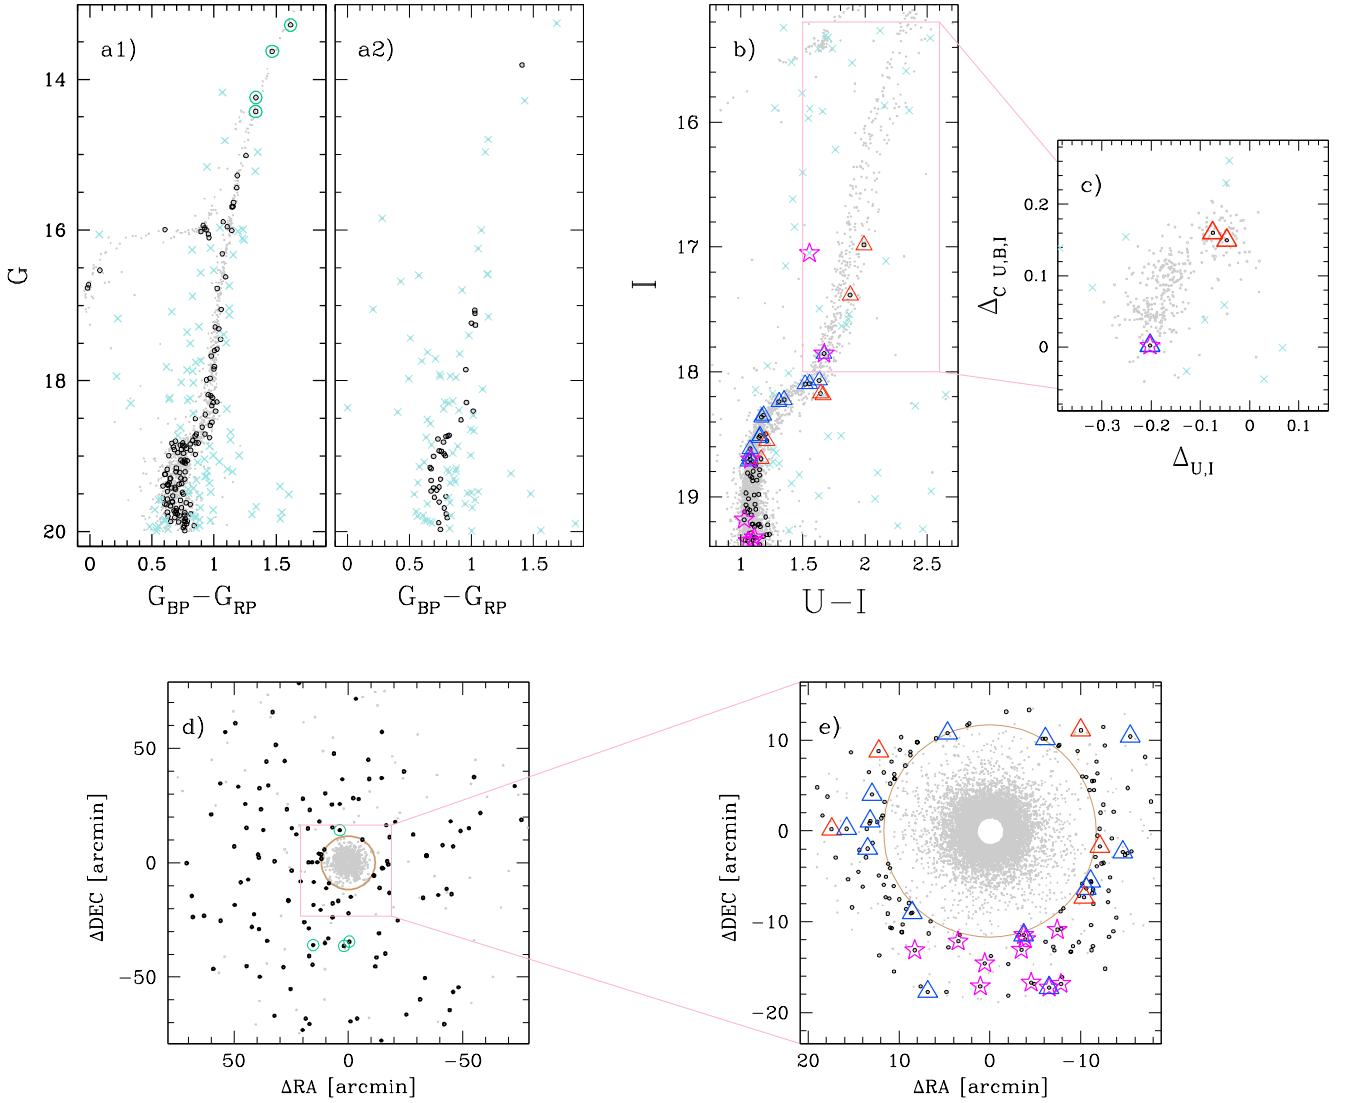 a1)
a2)
14
16
18
20
G
0
0.5
1
1.5
0
0.5
1
1.5
G_BP−G_RP
G_BP−G_RP
b)
16
17
18
19
I
1
1.5
2
2.5
U−I
c)
0.2
0.1
0
Δ_C U,B,I
−0.3
−0.2
−0.1
0
0.1
Δ_U,I
d)
50
0
−50
ΔDEC [arcmin]
50
0
−50
ΔRA [arcmin]
e)
10
0
−10
−20
ΔDEC [arcmin]
20
10
0
−10
ΔRA [arcmin]